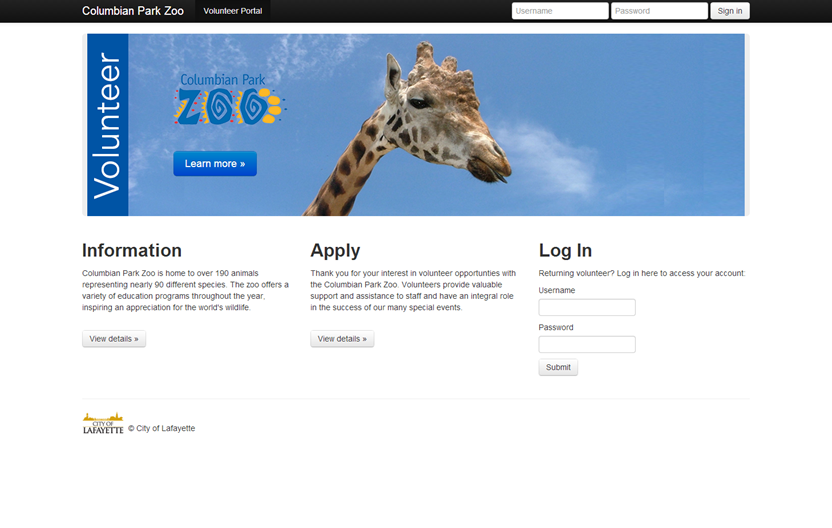 Columbian Park Zoo Volunteer Portal Username Password Sign in
Volunteer
Columbian Park
ZOO
Learn more »
Information
Columbian Park Zoo is home to over 190 animals
representing nearly 90 different species. The zoo offers a
variety of education programs throughout the year,
inspiring an appreciation for the world's wildlife.
View details »
Apply
Thank you for your interest in volunteer opportunties with
the Columbian Park Zoo. Volunteers provide valuable
support and assistance to staff and have an integral role
in the success of our many special events.
View details »
Log In
Returning volunteer? Log in here to access your account:
Username
Password
Submit
CITY OF
LAFAYETTE
© City of Lafayette